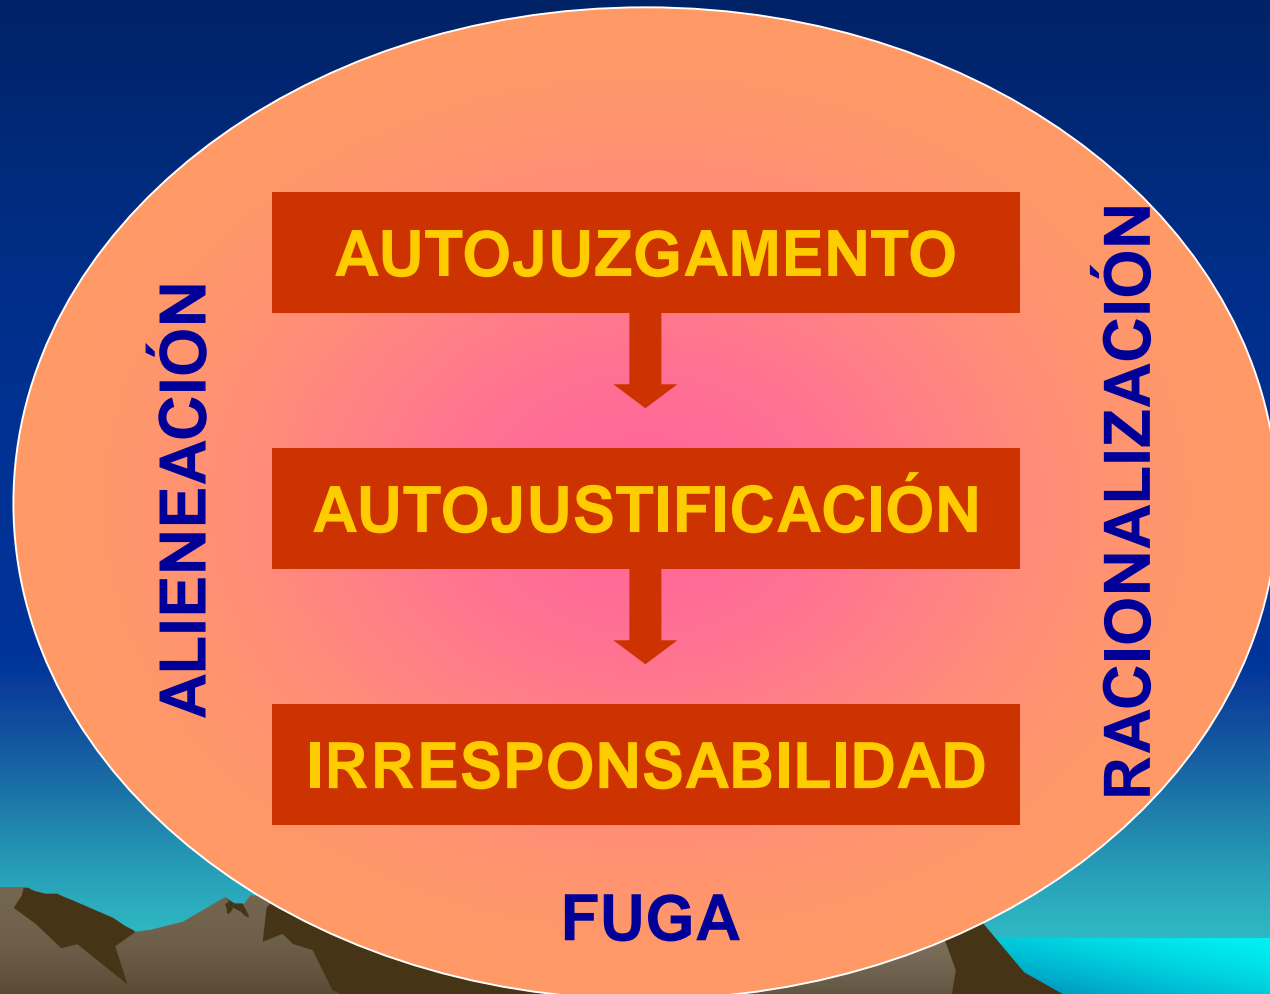 AUTOJUZGAMENTO
ALIENEACIÓN
RACIONALIZACIÓN
AUTOJUSTIFICACIÓN
IRRESPONSABILIDAD
FUGA